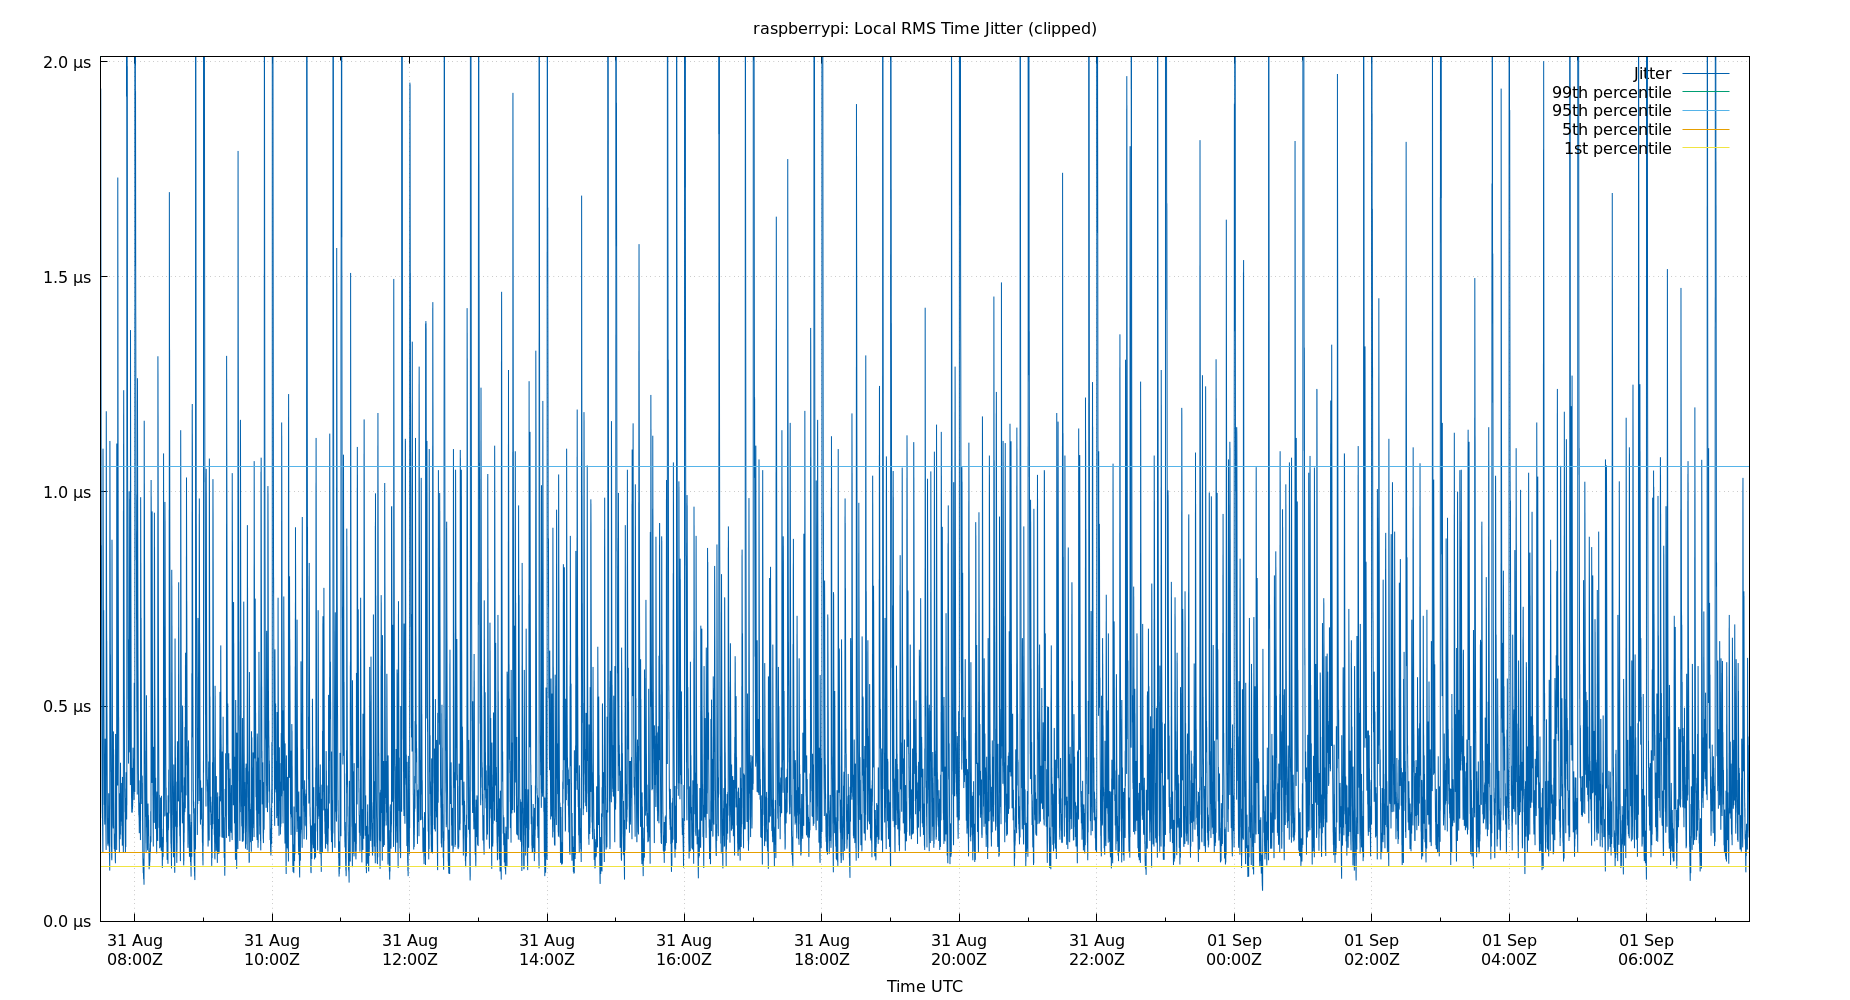 raspberrypi: Local RMS Time Jitter (clipped)
2.0 μs
1.5 μs
1.0 μs
0.5 μs
0.0 μs
Jitter
99th percentile
95th percentile
5th percentile
1st percentile
31 Aug 31 Aug 31 Aug 31 Aug 31 Aug 31 Aug 31 Aug 31 Aug 01 Sep 01 Sep 01 Sep 01 Sep
08:00Z 10:00Z 12:00Z 14:00Z 16:00Z 18:00Z 20:00Z 22:00Z 00:00Z 02:00Z 04:00Z 06:00Z
Time UTC